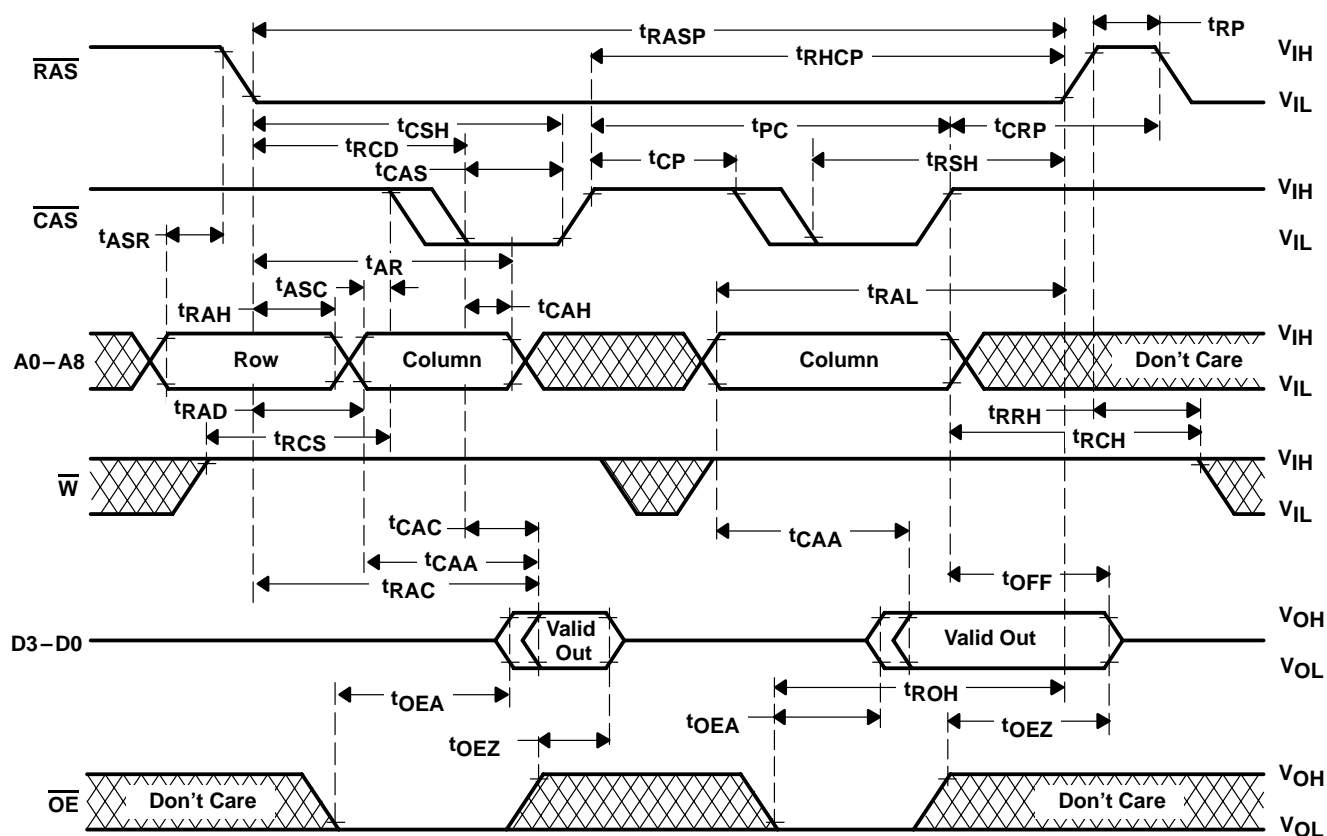 tRASP
tRP
tRHCP
RAS
VIH
VIL
tCSH
tPC
tCRP
tRCD
tCAS
tCP
tRSH
CAS
VIH
VIL
tASR
tAR
tASC
tRAH
tCAH
tRAL
A0–A8
Row
Column
Column
Don't Care
VIH
VIL
tRAD
tRCS
tRRH
tRCH
W
VIH
VIL
tCAC
tCAA
tCAA
tRAC
tOFF
D3–D0
Valid
Out
Valid Out
VOH
VOL
tOEA
tROH
tOEA
tOEZ
tOEZ
OE
Don't Care
Don't Care
VOH
VOL